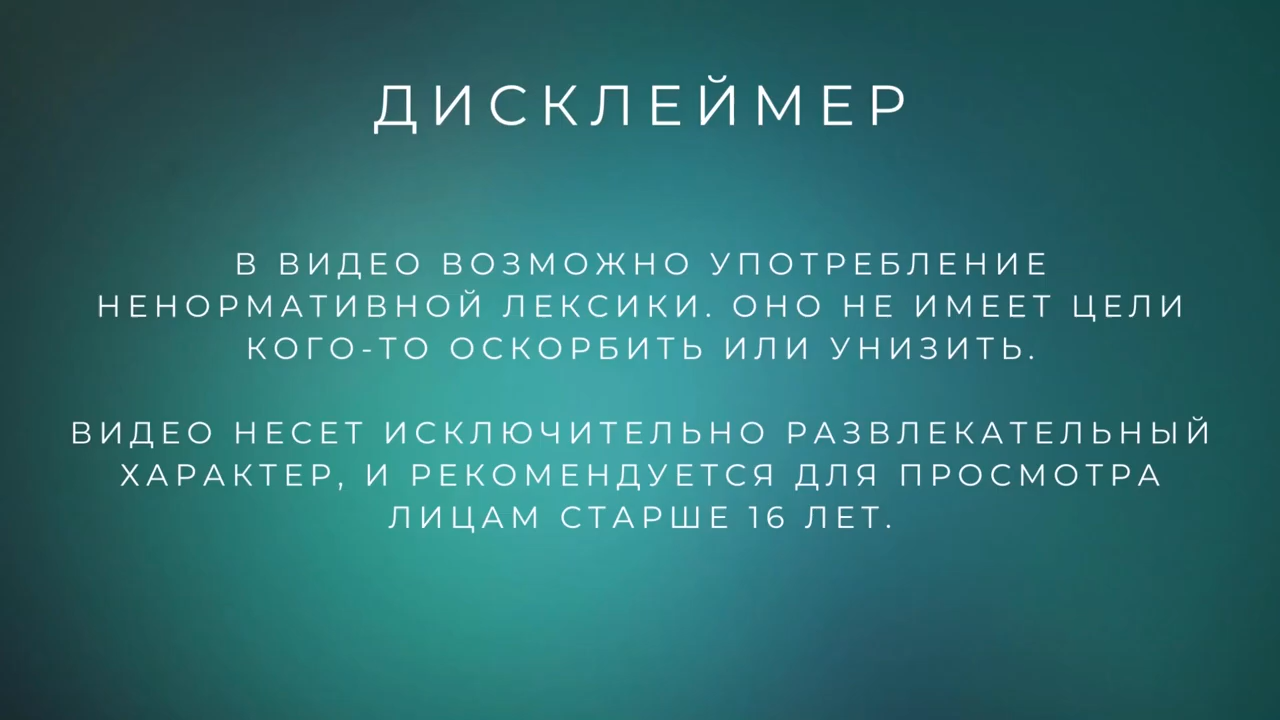 ДИСКЛЕЙМЕР
В ВИДЕО ВОЗМОЖНО УПОТРЕБЛЕНИЕ
НЕНОРМАТИВНОЙ ЛЕКСИКИ. ОНО НЕ ИМЕЕТ ЦЕЛИ
КОГО-ТО ОСКОРБИТЬ ИЛИ УНИЗИТЬ.
ВИДЕО НЕСЕТ ИСКЛЮЧИТЕЛЬНО РАЗВЛЕКАТЕЛЬНЫЙ
ХАРАКТЕР, И РЕКОМЕНДУЕТСЯ ДЛЯ ПРОСМОТРА
ЛИЦАМ СТАРШЕ 16 ЛЕТ.